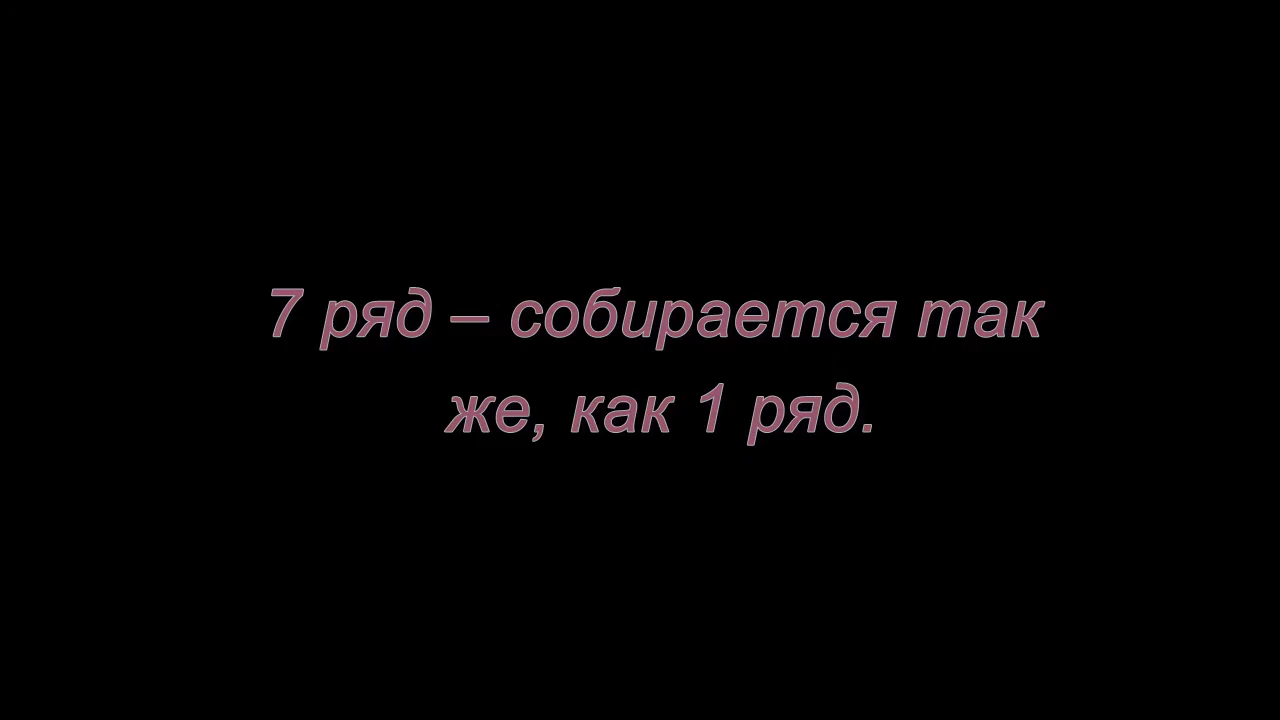 7 ряд – собирается так
же, как 1 ряд.